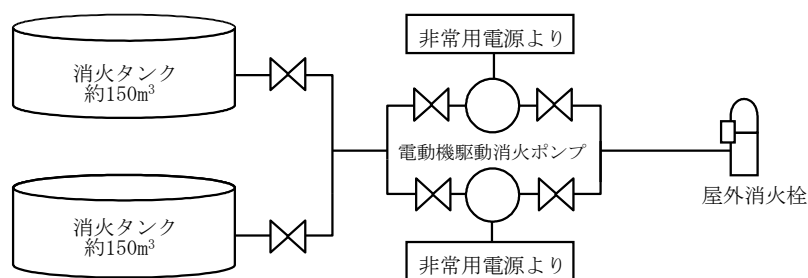 非常用電源より
消火タンク
約150m³
電動機駆動消火ポンプ
屋外消火栓
消火タンク
約150m³
非常用電源より